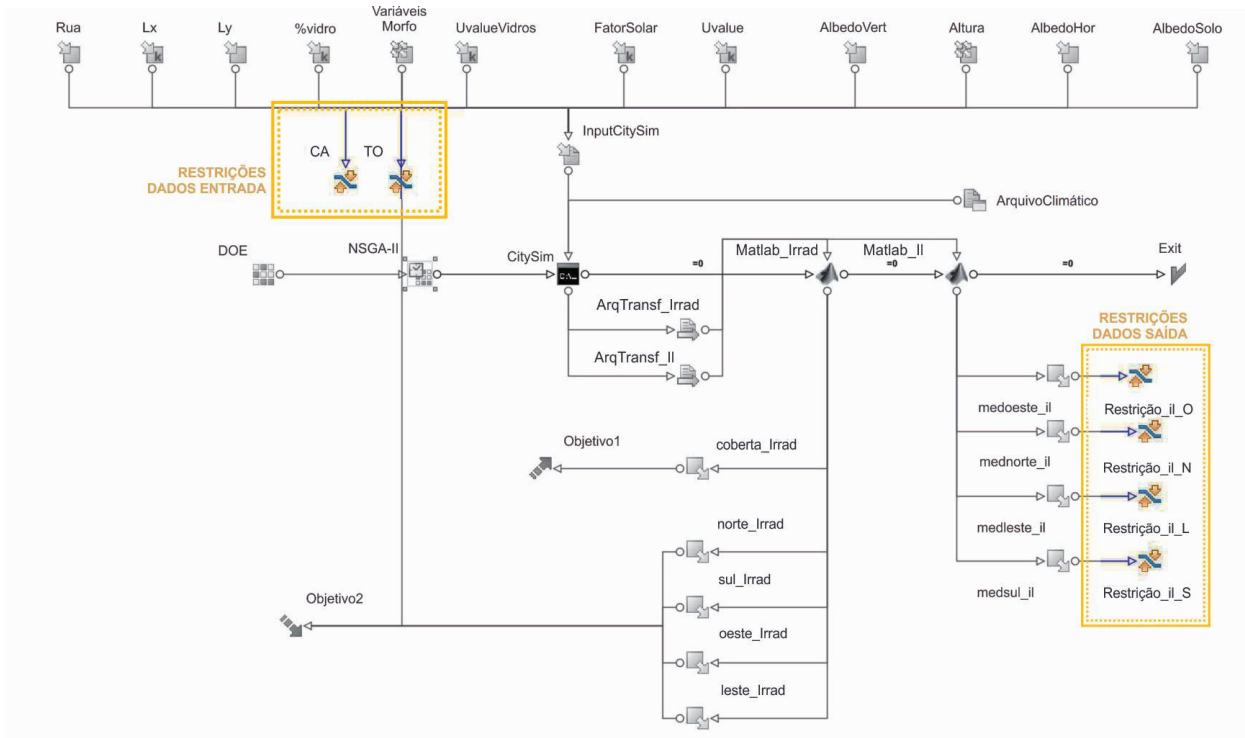 Rua
Lx
Ly
%vidro
Variáveis
Morfo
UvalueVidros
FatorSolar
Uvalue
AlbedoVert
Altura
AlbedoHor
AlbedoSolo
k
k
k
k
k
InputCitySim
CA
TO
RESTRIÇÕES
DADOS ENTRADA
ArquivoClimático
DOE
NSGA-II
CitySim
Matlab_Irrad
Matlab_Il
Exit
=0
=0
=0
ArqTransf_Irrad
ArqTransf_Il
RESTRIÇÕES
DADOS SAÍDA
medoeste_il
Restrição_il_O
Objetivo1
coberta_Irrad
mednorte_il
Restrição_il_N
norte_Irrad
medleste_il
Restrição_il_L
sul_Irrad
medsul_il
Restrição_il_S
Objetivo2
oeste_Irrad
leste_Irrad